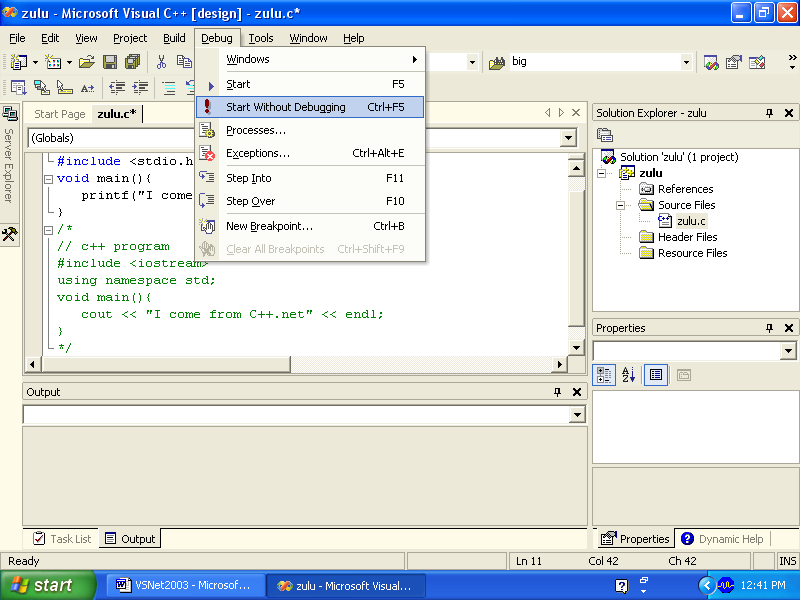 zulu - Microsoft Visual C++ [design] - zulu.c*
File Edit View Project Build Debug Tools Window Help
big
Windows
Start F5
Start Without Debugging Ctrl+F5
Processes...
Exceptions... Ctrl+Alt+E
Step Into F11
Step Over F10
New Breakpoint... Ctrl+B
Clear All Breakpoints Ctrl+Shift+F9
Server Explorer
Start Page zulu.c*
(Globals)
#include <stdio.h
void main(){
printf("I come
}
/*
// c++ program
#include <iostream>
using namespace std;
void main(){
cout << "I come from C++.net" << endl;
}
*/
Solution Explorer - zulu
Solution 'zulu' (1 project)
zulu
References
Source Files
zulu.c
Header Files
Resource Files
Properties
Output
Task List Output
Properties Dynamic Help
Ready Ln 11 Col 42 Ch 42 INS
start VSNet2003 - Microsof... zulu - Microsoft Visual... 12:41 PM